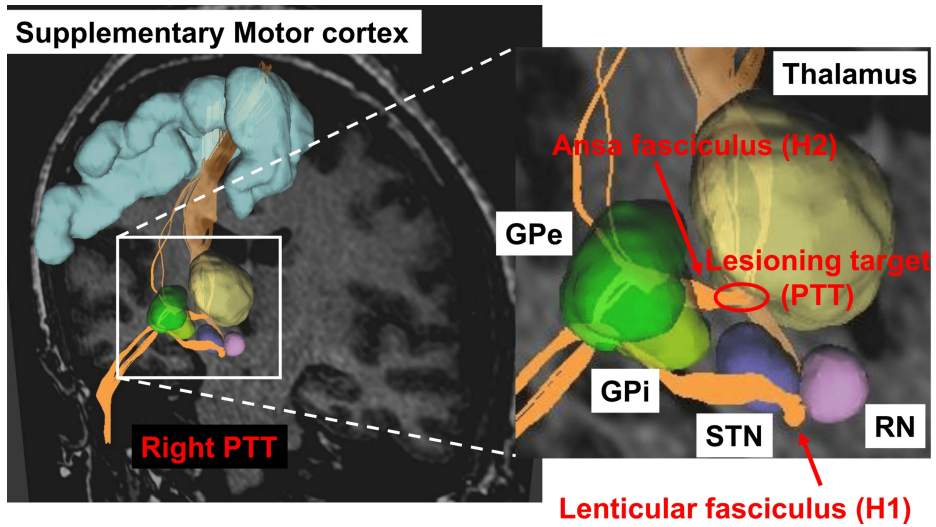 Supplementary Motor cortex
Right PTT
Thalamus
Ansa fasciculus (H2)
GPe
Lesioning target
(PTT)
GPi
STN
RN
Lenticular fasciculus (H1)